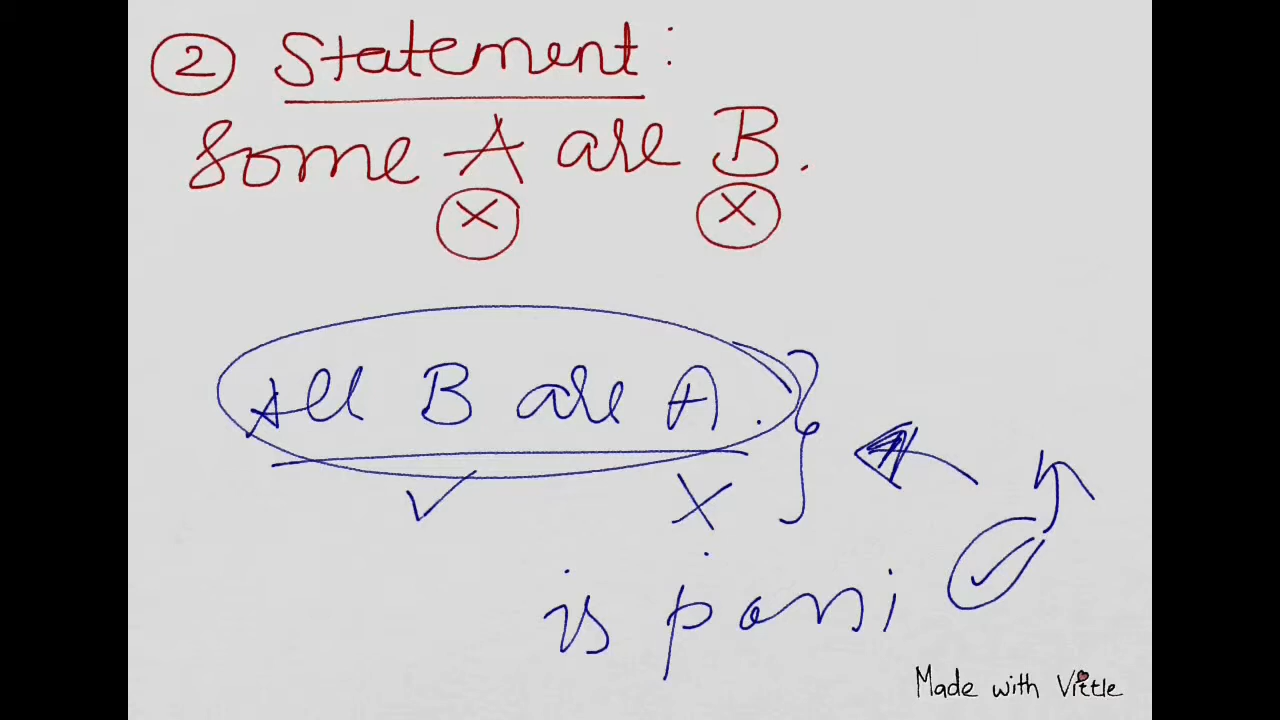 ② Statement:
Some A are B.
X X
All B are A.
✓ X
is possi
✓
Made with Vittle